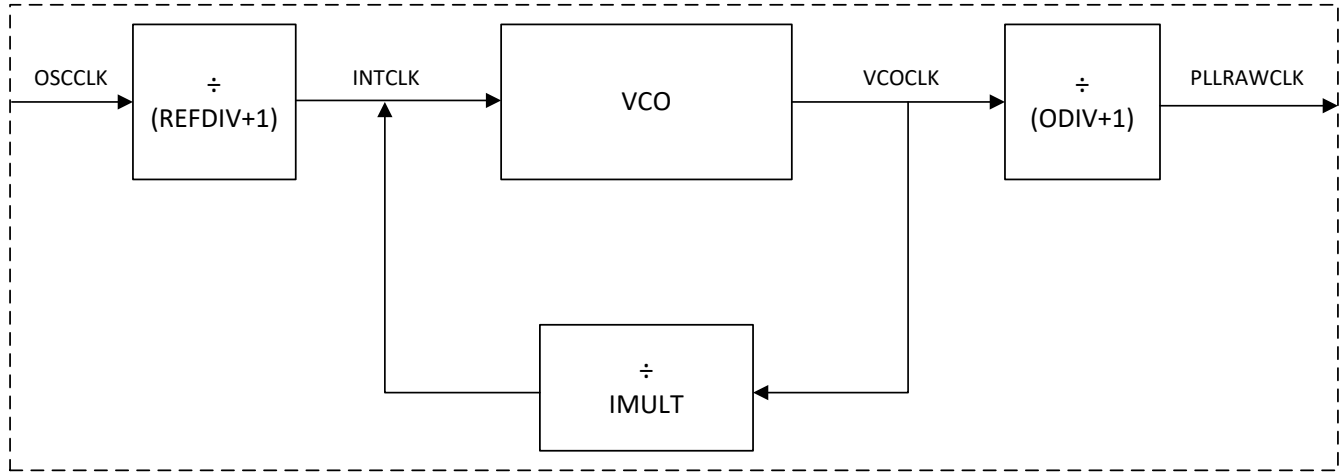 OSCCLK
÷
(REFDIV+1)
INTCLK
VCO
VCOCLK
÷
(ODIV+1)
PLLRAWCLK
÷
IMULT